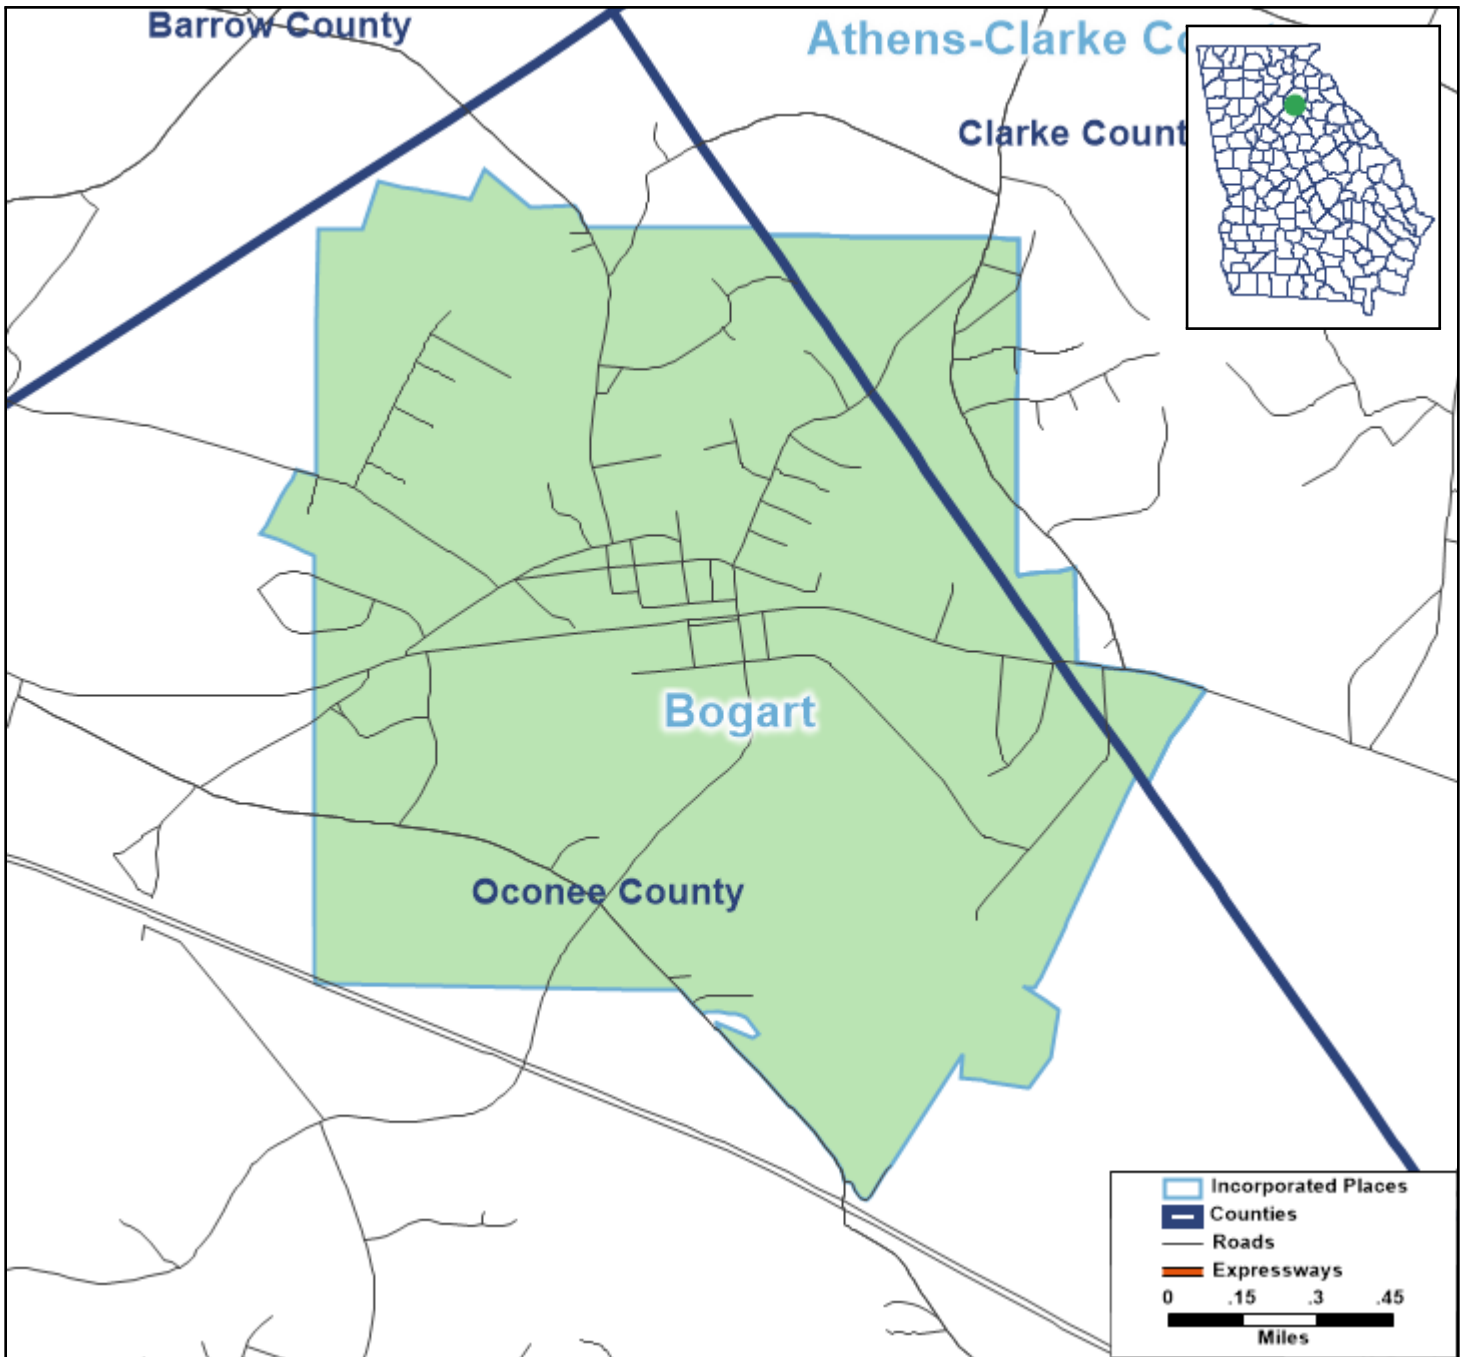 Barrow County
Athens-Clarke Co
Clarke Count
Bogart
Oconee County
Incorporated Places
Counties
Roads
Expressways
0 .15 .3 .45
Miles